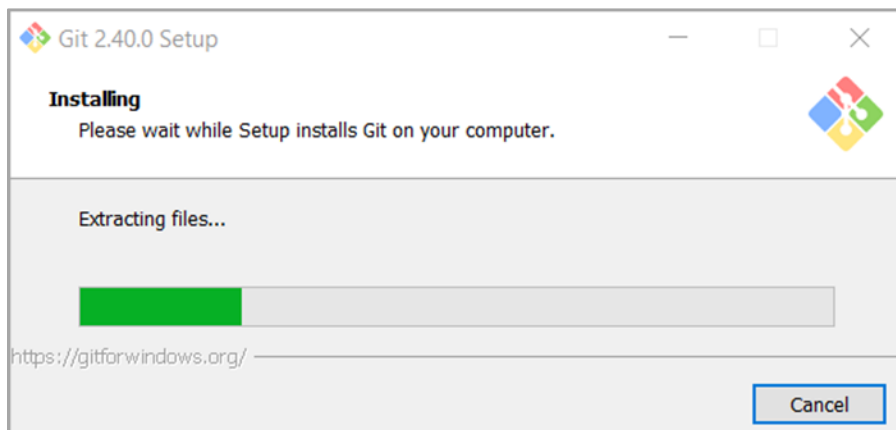 Git 2.40.0 Setup
Installing
Please wait while Setup installs Git on your computer.
Extracting files...
https://gitforwindows.org/
Cancel